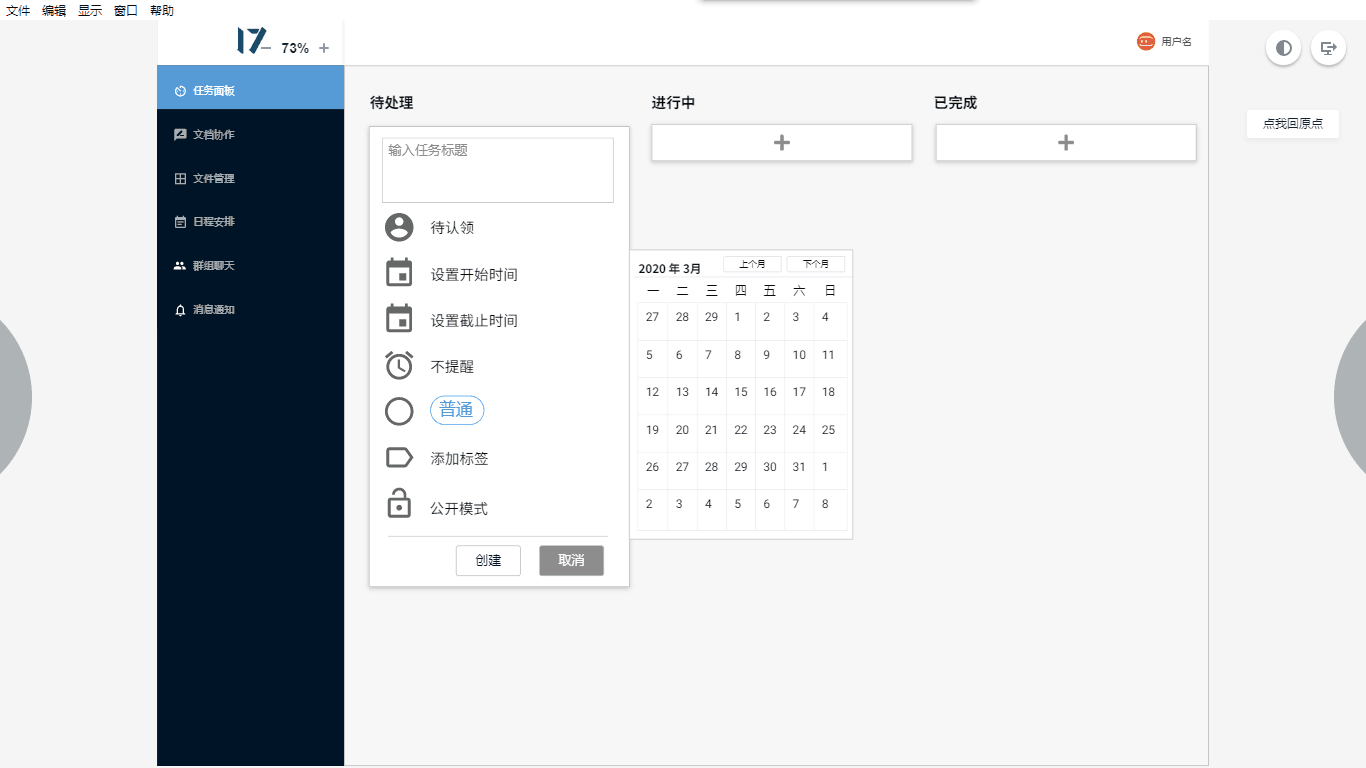 文件 编辑 显示 窗口 帮助
17
73%
用户名
点我回原点
任务面板
文档协作
文件管理
日程安排
群组聊天
消息通知
待处理
进行中
已完成
输入任务标题
待认领
设置开始时间
设置截止时间
不提醒
普通
添加标签
公开模式
创建 取消
2020 年 3月 上个月 下个月
一 二 三 四 五 六 日
27 28 29 1 2 3 4
5 6 7 8 9 10 11
12 13 14 15 16 17 18
19 20 21 22 23 24 25
26 27 28 29 30 31 1
2 3 4 5 6 7 8